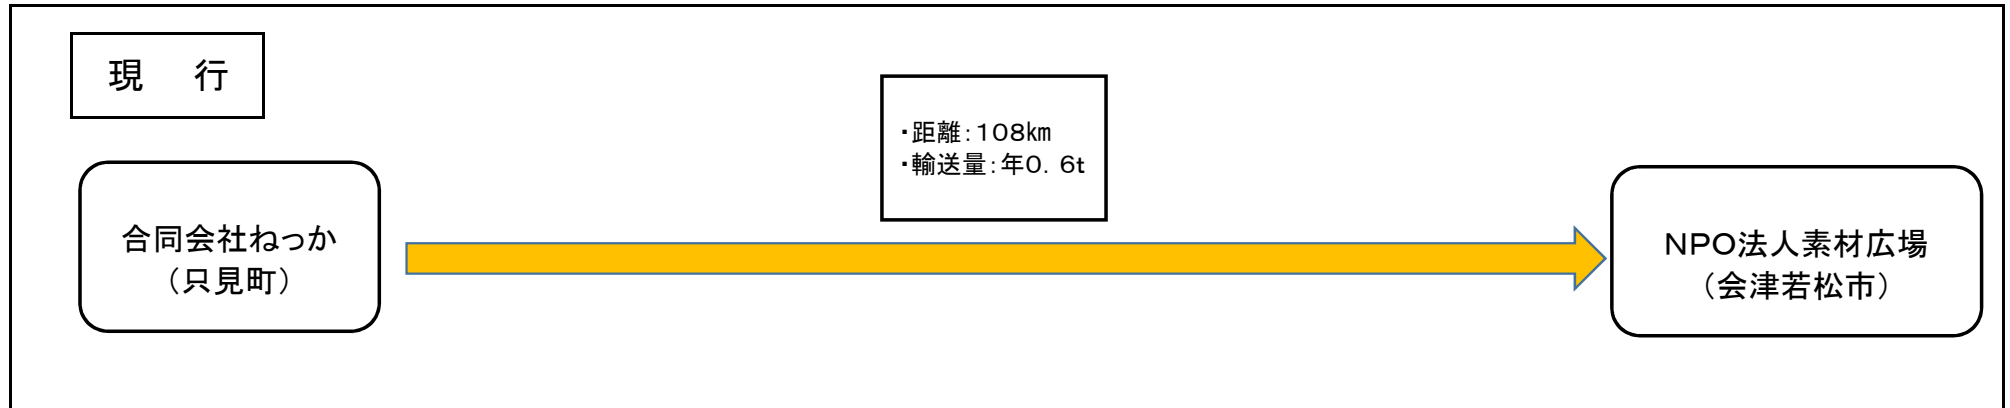 現　行
・距離：１０８㎞
・輸送量：年０．６t
合同会社ねっか
（只見町）
ＮＰＯ法人素材広場
（会津若松市）